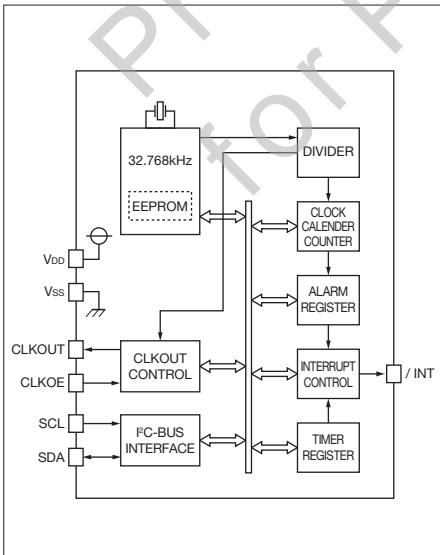 32.768kHz
EEPROM
DIVIDER
CLOCK
CALENDER
COUNTER
VDD
VSS
ALARM
REGISTER
CLKOUT
CLKOE
CLKOUT
CONTROL
INTERRUPT
CONTROL
/ INT
SCL
SDA
I²C-BUS
INTERFACE
TIMER
REGISTER
for